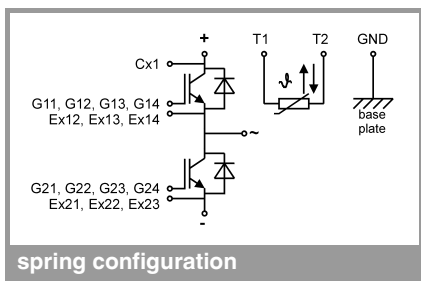 +
T1 T2 GND
Cx1
G11, G12, G13, G14
Ex12, Ex13, Ex14
ϑ
base
plate
~
G21, G22, G23, G24
Ex21, Ex22, Ex23
-
spring configuration